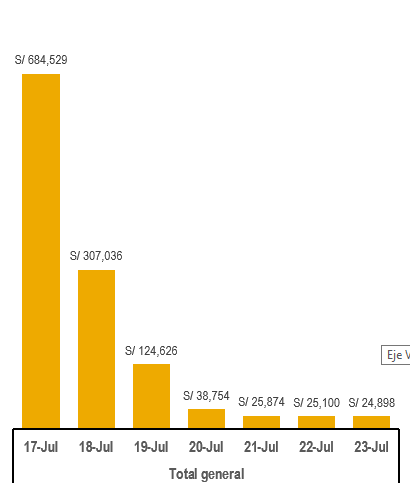 S/ 684,529
S/ 307,036
S/ 124,626
S/ 38,754
S/ 25,874
S/ 25,100
S/ 24,898
Eje V
17-Jul
18-Jul
19-Jul
20-Jul
21-Jul
22-Jul
23-Jul
Total general